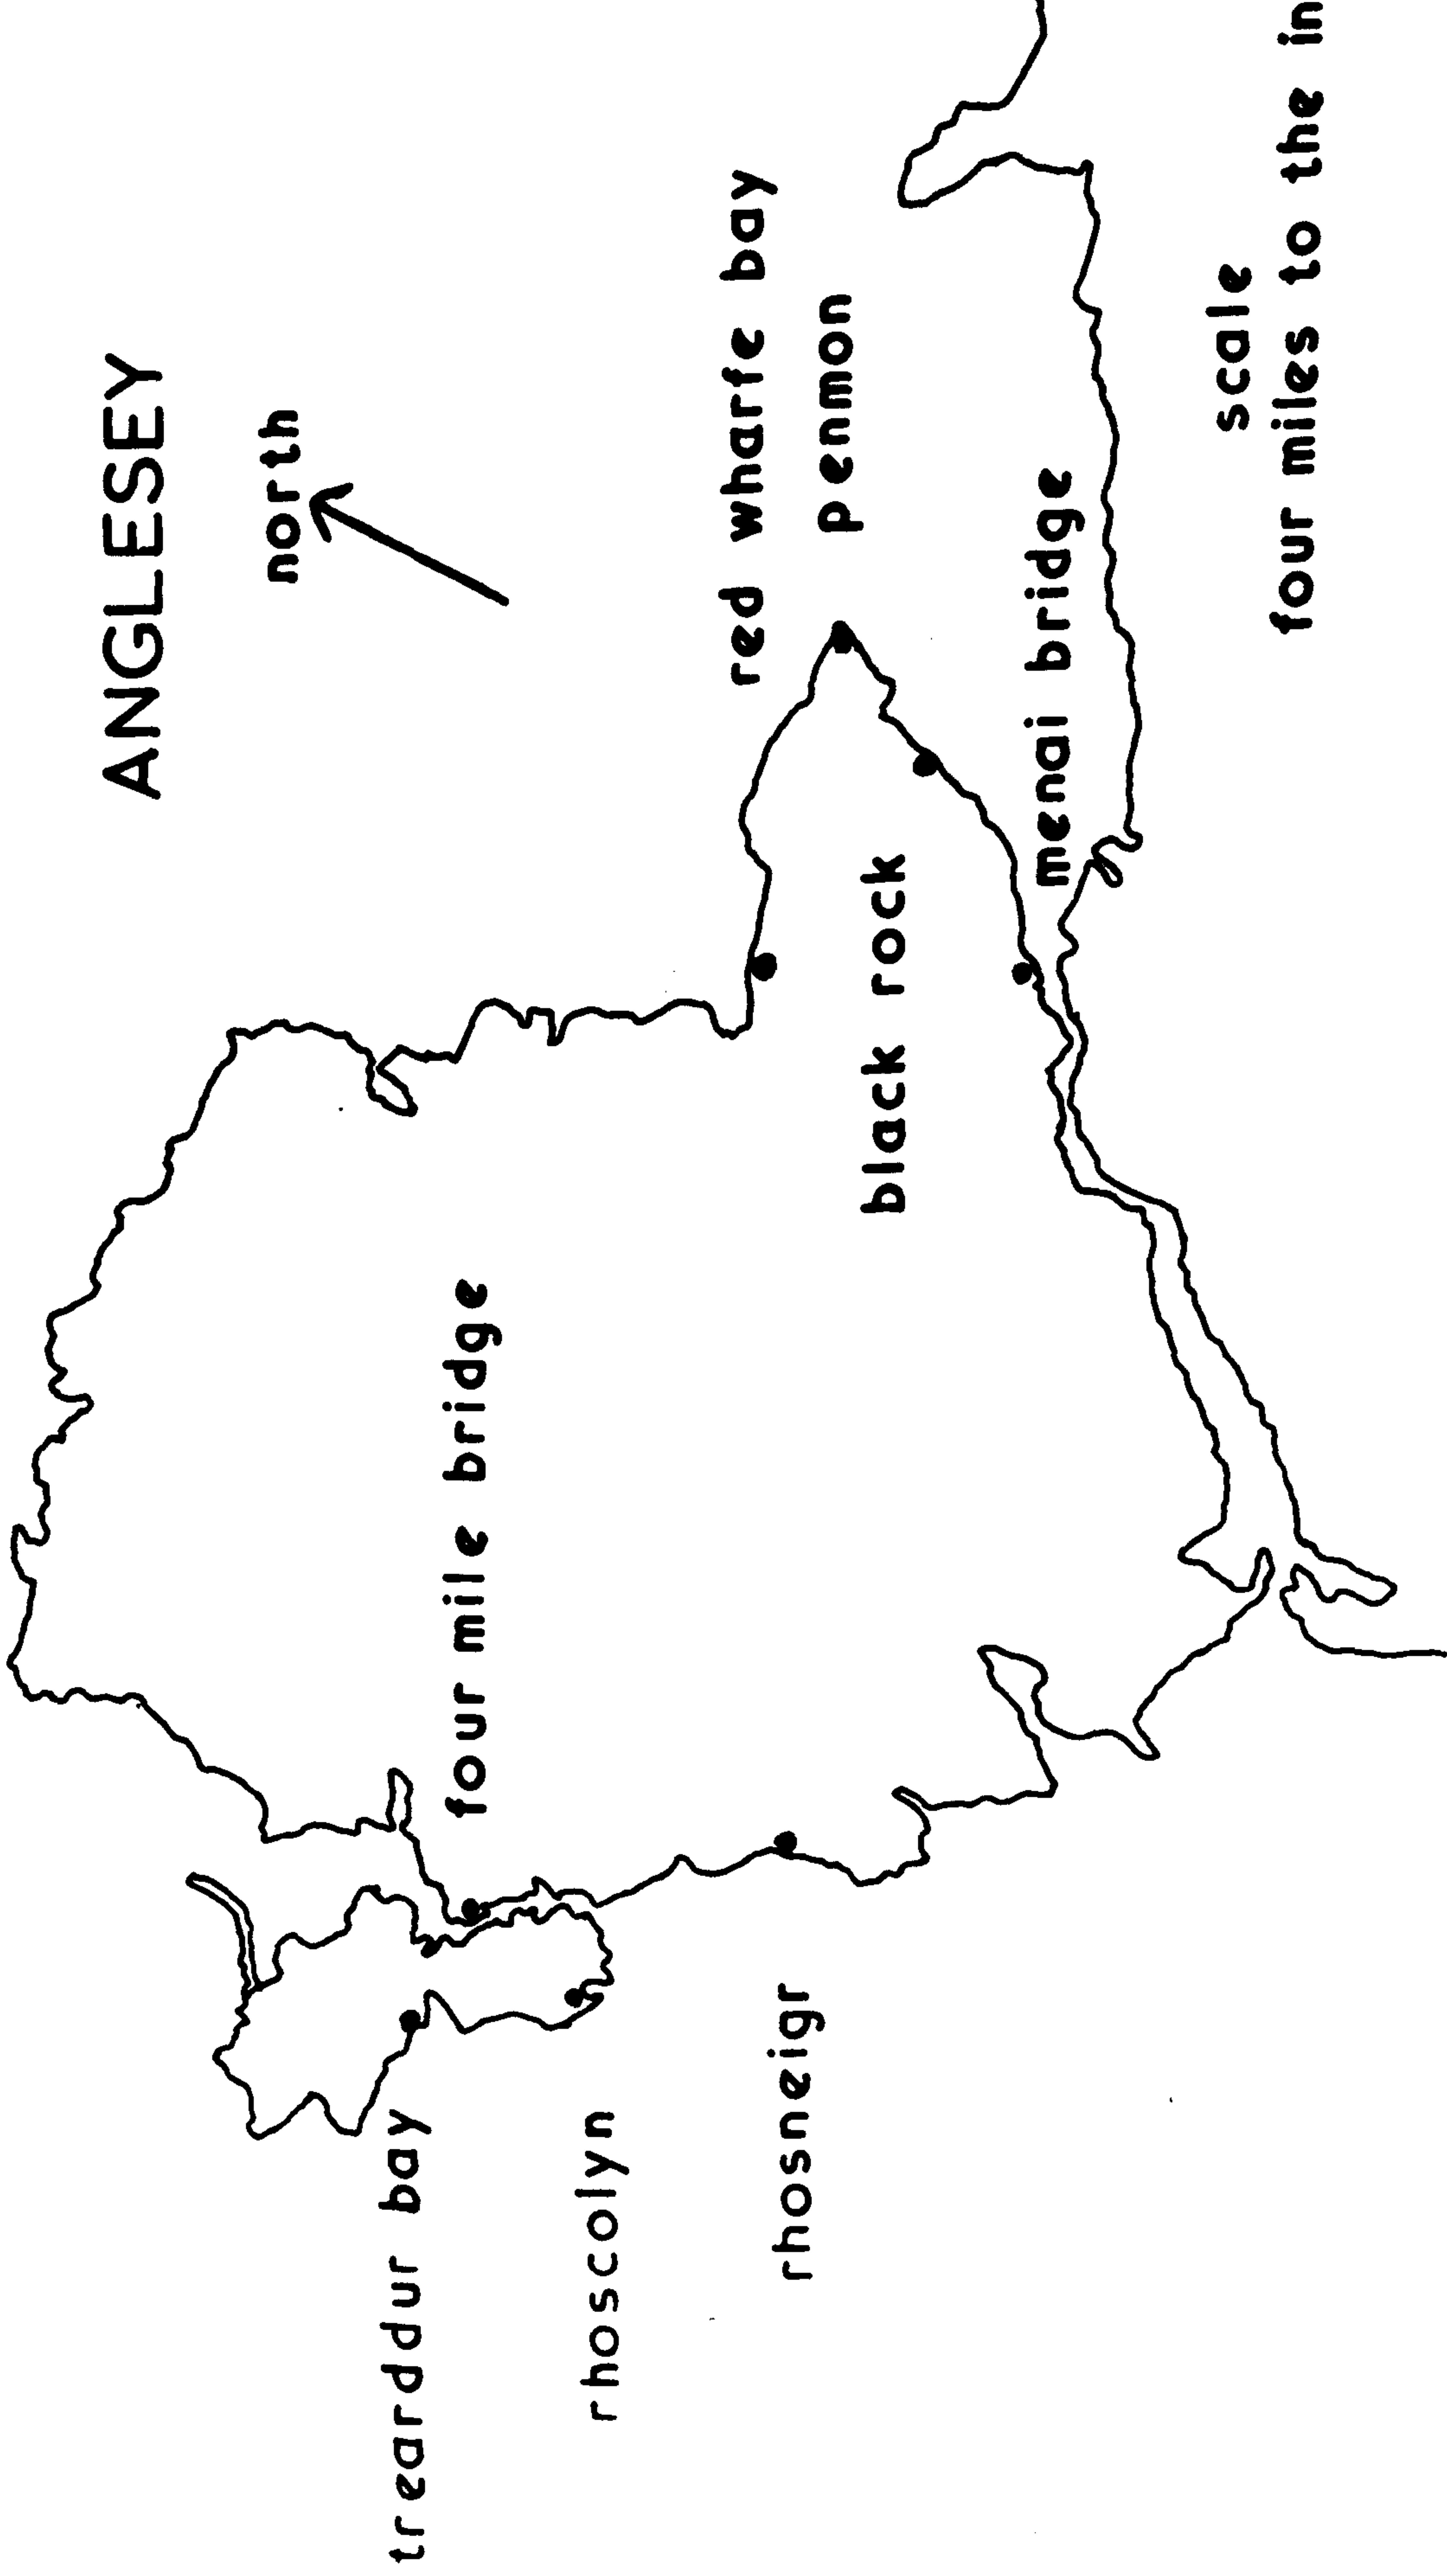 ANGLESEY
north
red wharfe bay
penmon
four mile bridge
black rock
menai bridge
trearddur bay
rhoscolyn
rhosneigr
scale
four miles to the in